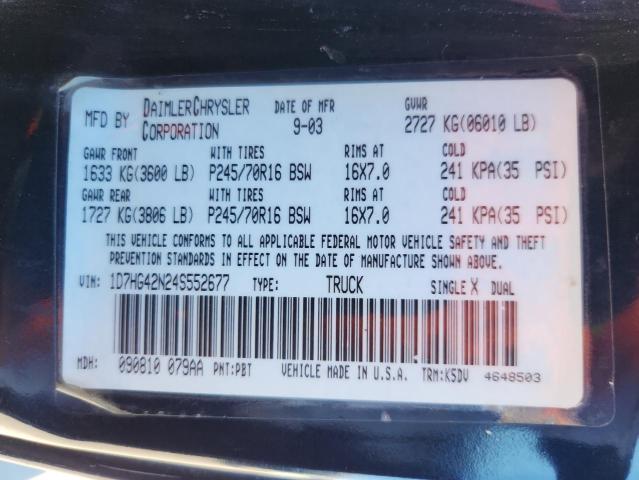 MFD BY DAIMLERCHRYSLER CORPORATION DATE OF MFR 9-03 GVWR 2727 KG(06010 LB)
GAWR FRONT WITH TIRES RIMS AT COLD
1633 KG(3600 LB) P245/70R16 BSW 16X7.0 241 KPA(35 PSI)
GAWR REAR WITH TIRES RIMS AT COLD
1727 KG(3806 LB) P245/70R16 BSW 16X7.0 241 KPA(35 PSI)
THIS VEHICLE CONFORMS TO ALL APPLICABLE FEDERAL MOTOR VEHICLE SAFETY AND THEFT
PREVENTION STANDARDS IN EFFECT ON THE DATE OF MANUFACTURE SHOWN ABOVE.
VIN: 1D7HG42N24S552677 TYPE: TRUCK SINGLE X DUAL
MDH: 090810 079AA PNT:PBT VEHICLE MADE IN U.S.A. TRM:K5DV 4648503